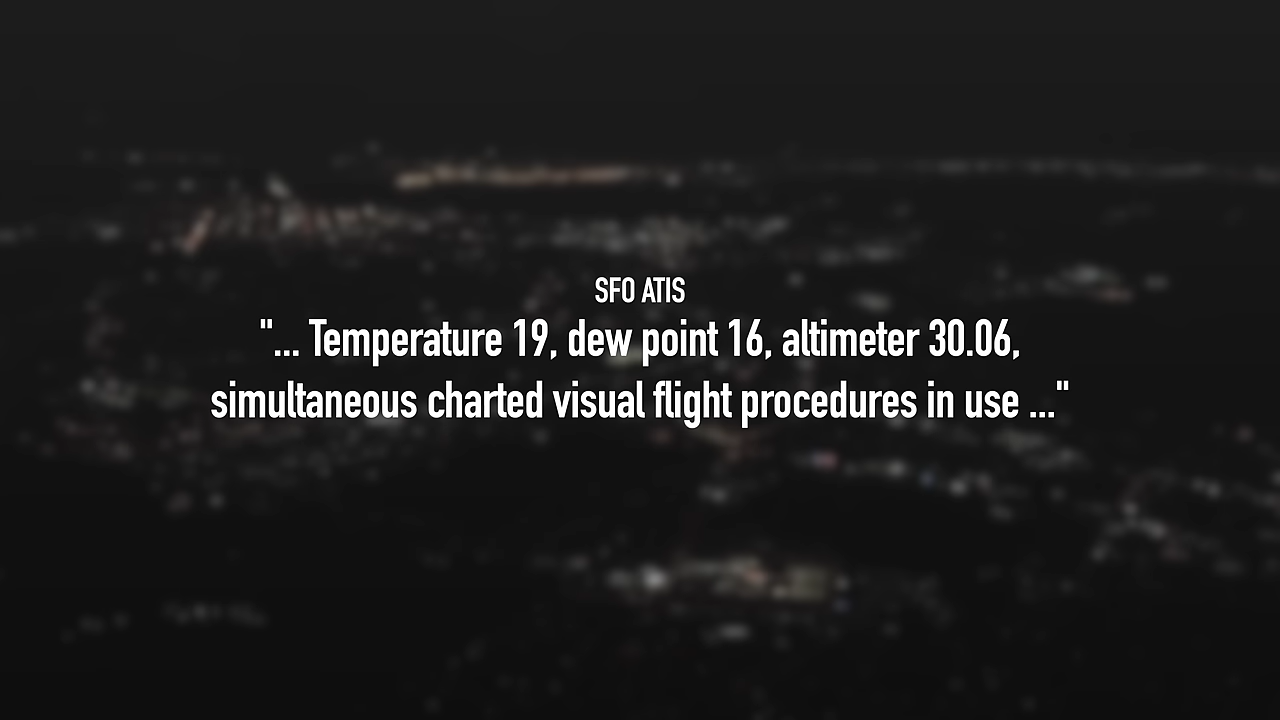 SFO ATIS
"... Temperature 19, dew point 16, altimeter 30.06,
simultaneous charted visual flight procedures in use ..."